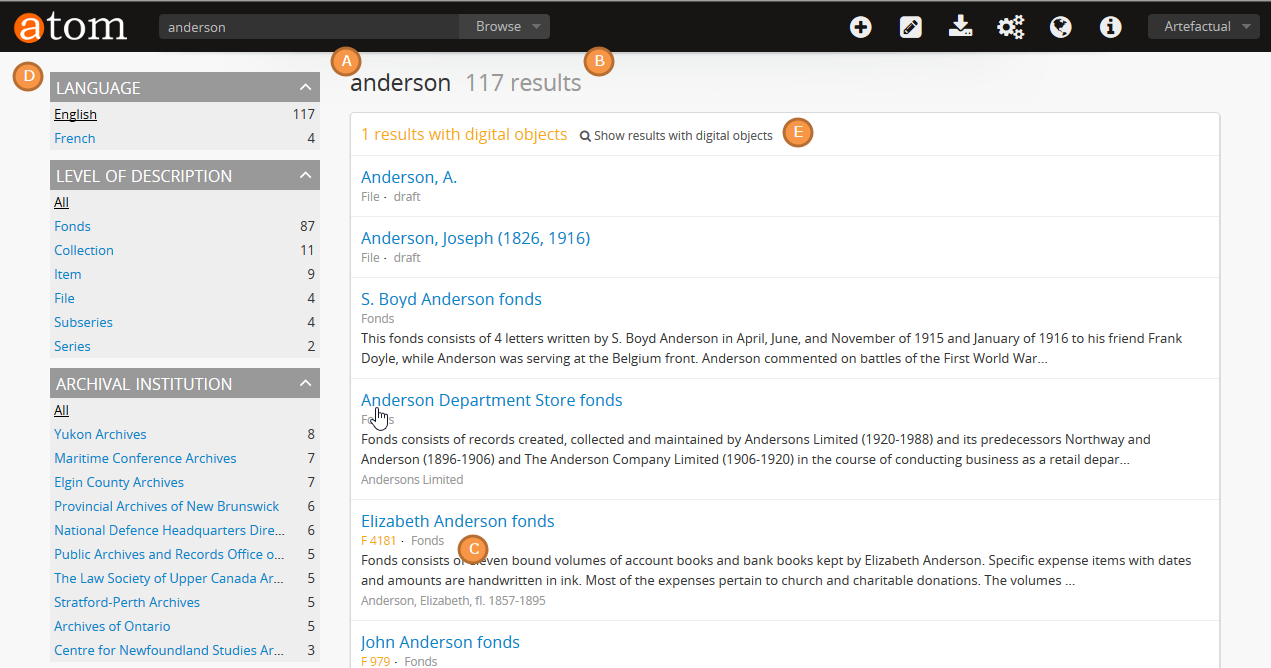 atom
anderson
Browse
Artefactual
A
B
D
LANGUAGE
English 117
French 4
LEVEL OF DESCRIPTION
All
Fonds 87
Collection 11
Item 9
File 4
Subseries 4
Series 2
ARCHIVAL INSTITUTION
All
Yukon Archives 8
Maritime Conference Archives 7
Elgin County Archives 7
Provincial Archives of New Brunswick 6
National Defence Headquarters Dire... 6
Public Archives and Records Office o... 5
The Law Society of Upper Canada Ar... 5
Stratford-Perth Archives 5
Archives of Ontario 5
Centre for Newfoundland Studies Ar... 3
anderson 117 results
1 results with digital objects Show results with digital objects E
Anderson, A.
File · draft
Anderson, Joseph (1826, 1916)
File · draft
S. Boyd Anderson fonds
Fonds
This fonds consists of 4 letters written by S. Boyd Anderson in April, June, and November of 1915 and January of 1916 to his friend Frank
Doyle, while Anderson was serving at the Belgium front. Anderson commented on battles of the First World War...
Anderson Department Store fonds
Fonds
Fonds consists of records created, collected and maintained by Andersons Limited (1920-1988) and its predecessors Northway and
Anderson (1896-1906) and The Anderson Company Limited (1906-1920) in the course of conducting business as a retail depar...
Andersons Limited
Elizabeth Anderson fonds
F 4181 · Fonds C
Fonds consists of eleven bound volumes of account books and bank books kept by Elizabeth Anderson. Specific expense items with dates
and amounts are handwritten in ink. Most of the expenses pertain to church and charitable donations. The volumes ...
Anderson, Elizabeth, fl. 1857-1895
John Anderson fonds
F 979 · Fonds